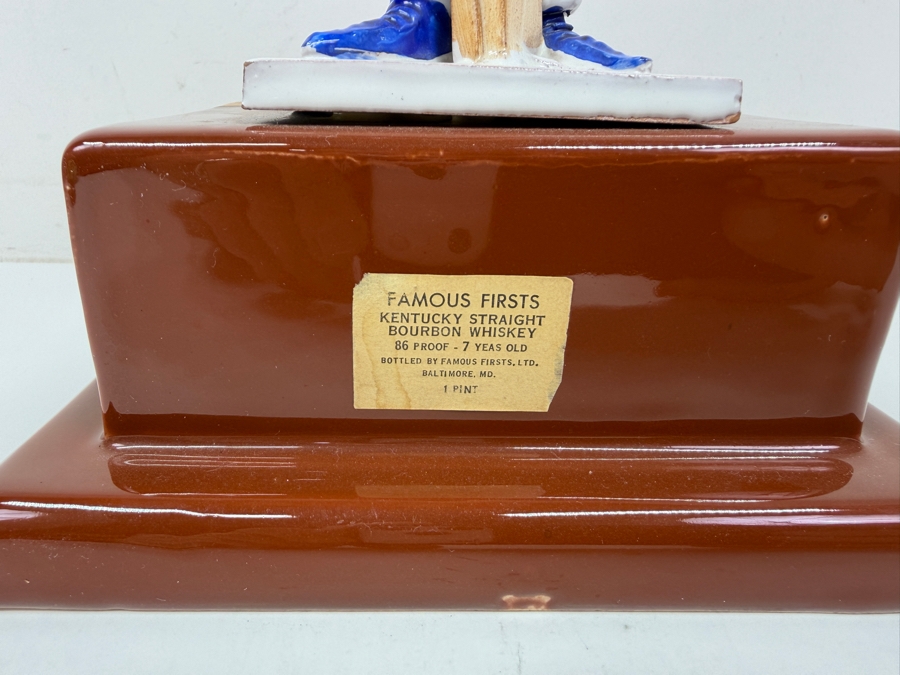 FAMOUS FIRSTS
KENTUCKY STRAIGHT
BOURBON WHISKEY
86 PROOF - 7 YEAS OLD
BOTTLED BY FAMOUS FIRSTS, LTD.
BALTIMORE, MD.
1 PINT